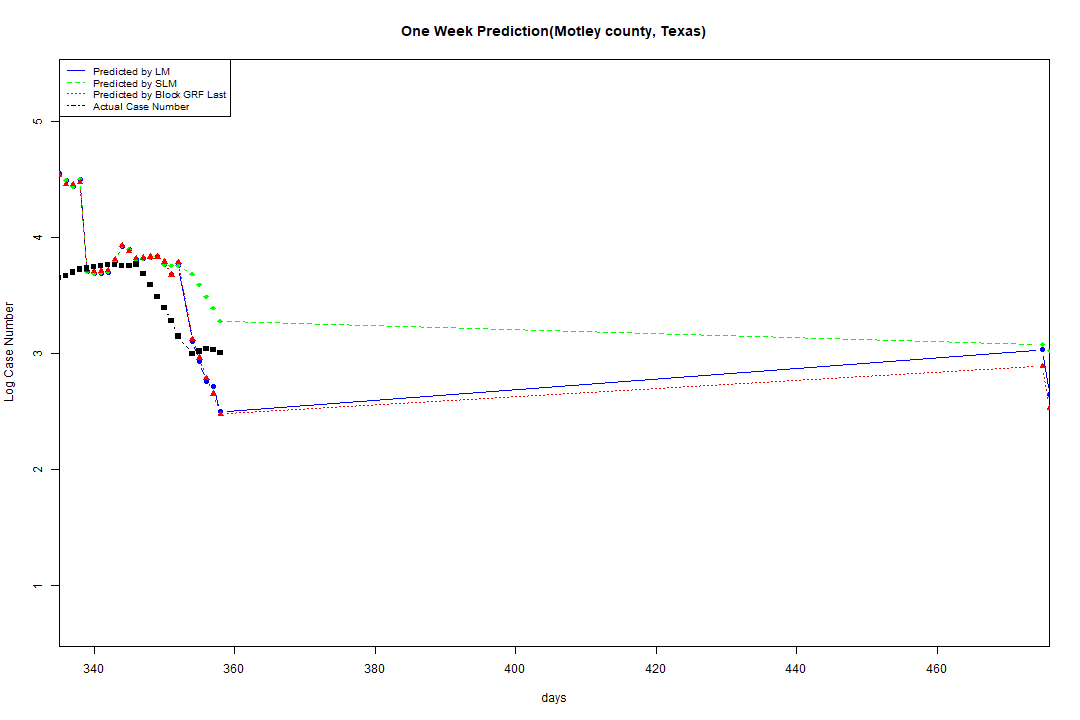 One Week Prediction(Motley county, Texas)
Predicted by LM
Predicted by SLM
Predicted by Block GRF Last
Actual Case Number
5
4
3
2
1
Log Case Number
340 360 380 400 420 440 460
days